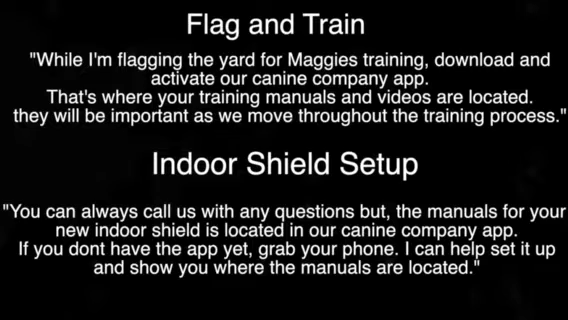 Flag and Train
"While I'm flagging the yard for Maggies training, download and
activate our canine company app.
That's where your training manuals and videos are located.
they will be important as we move throughout the training process."
Indoor Shield Setup
"You can always call us with any questions but, the manuals for your
new indoor shield is located in our canine company app.
If you dont have the app yet, grab your phone. I can help set it up
and show you where the manuals are located."